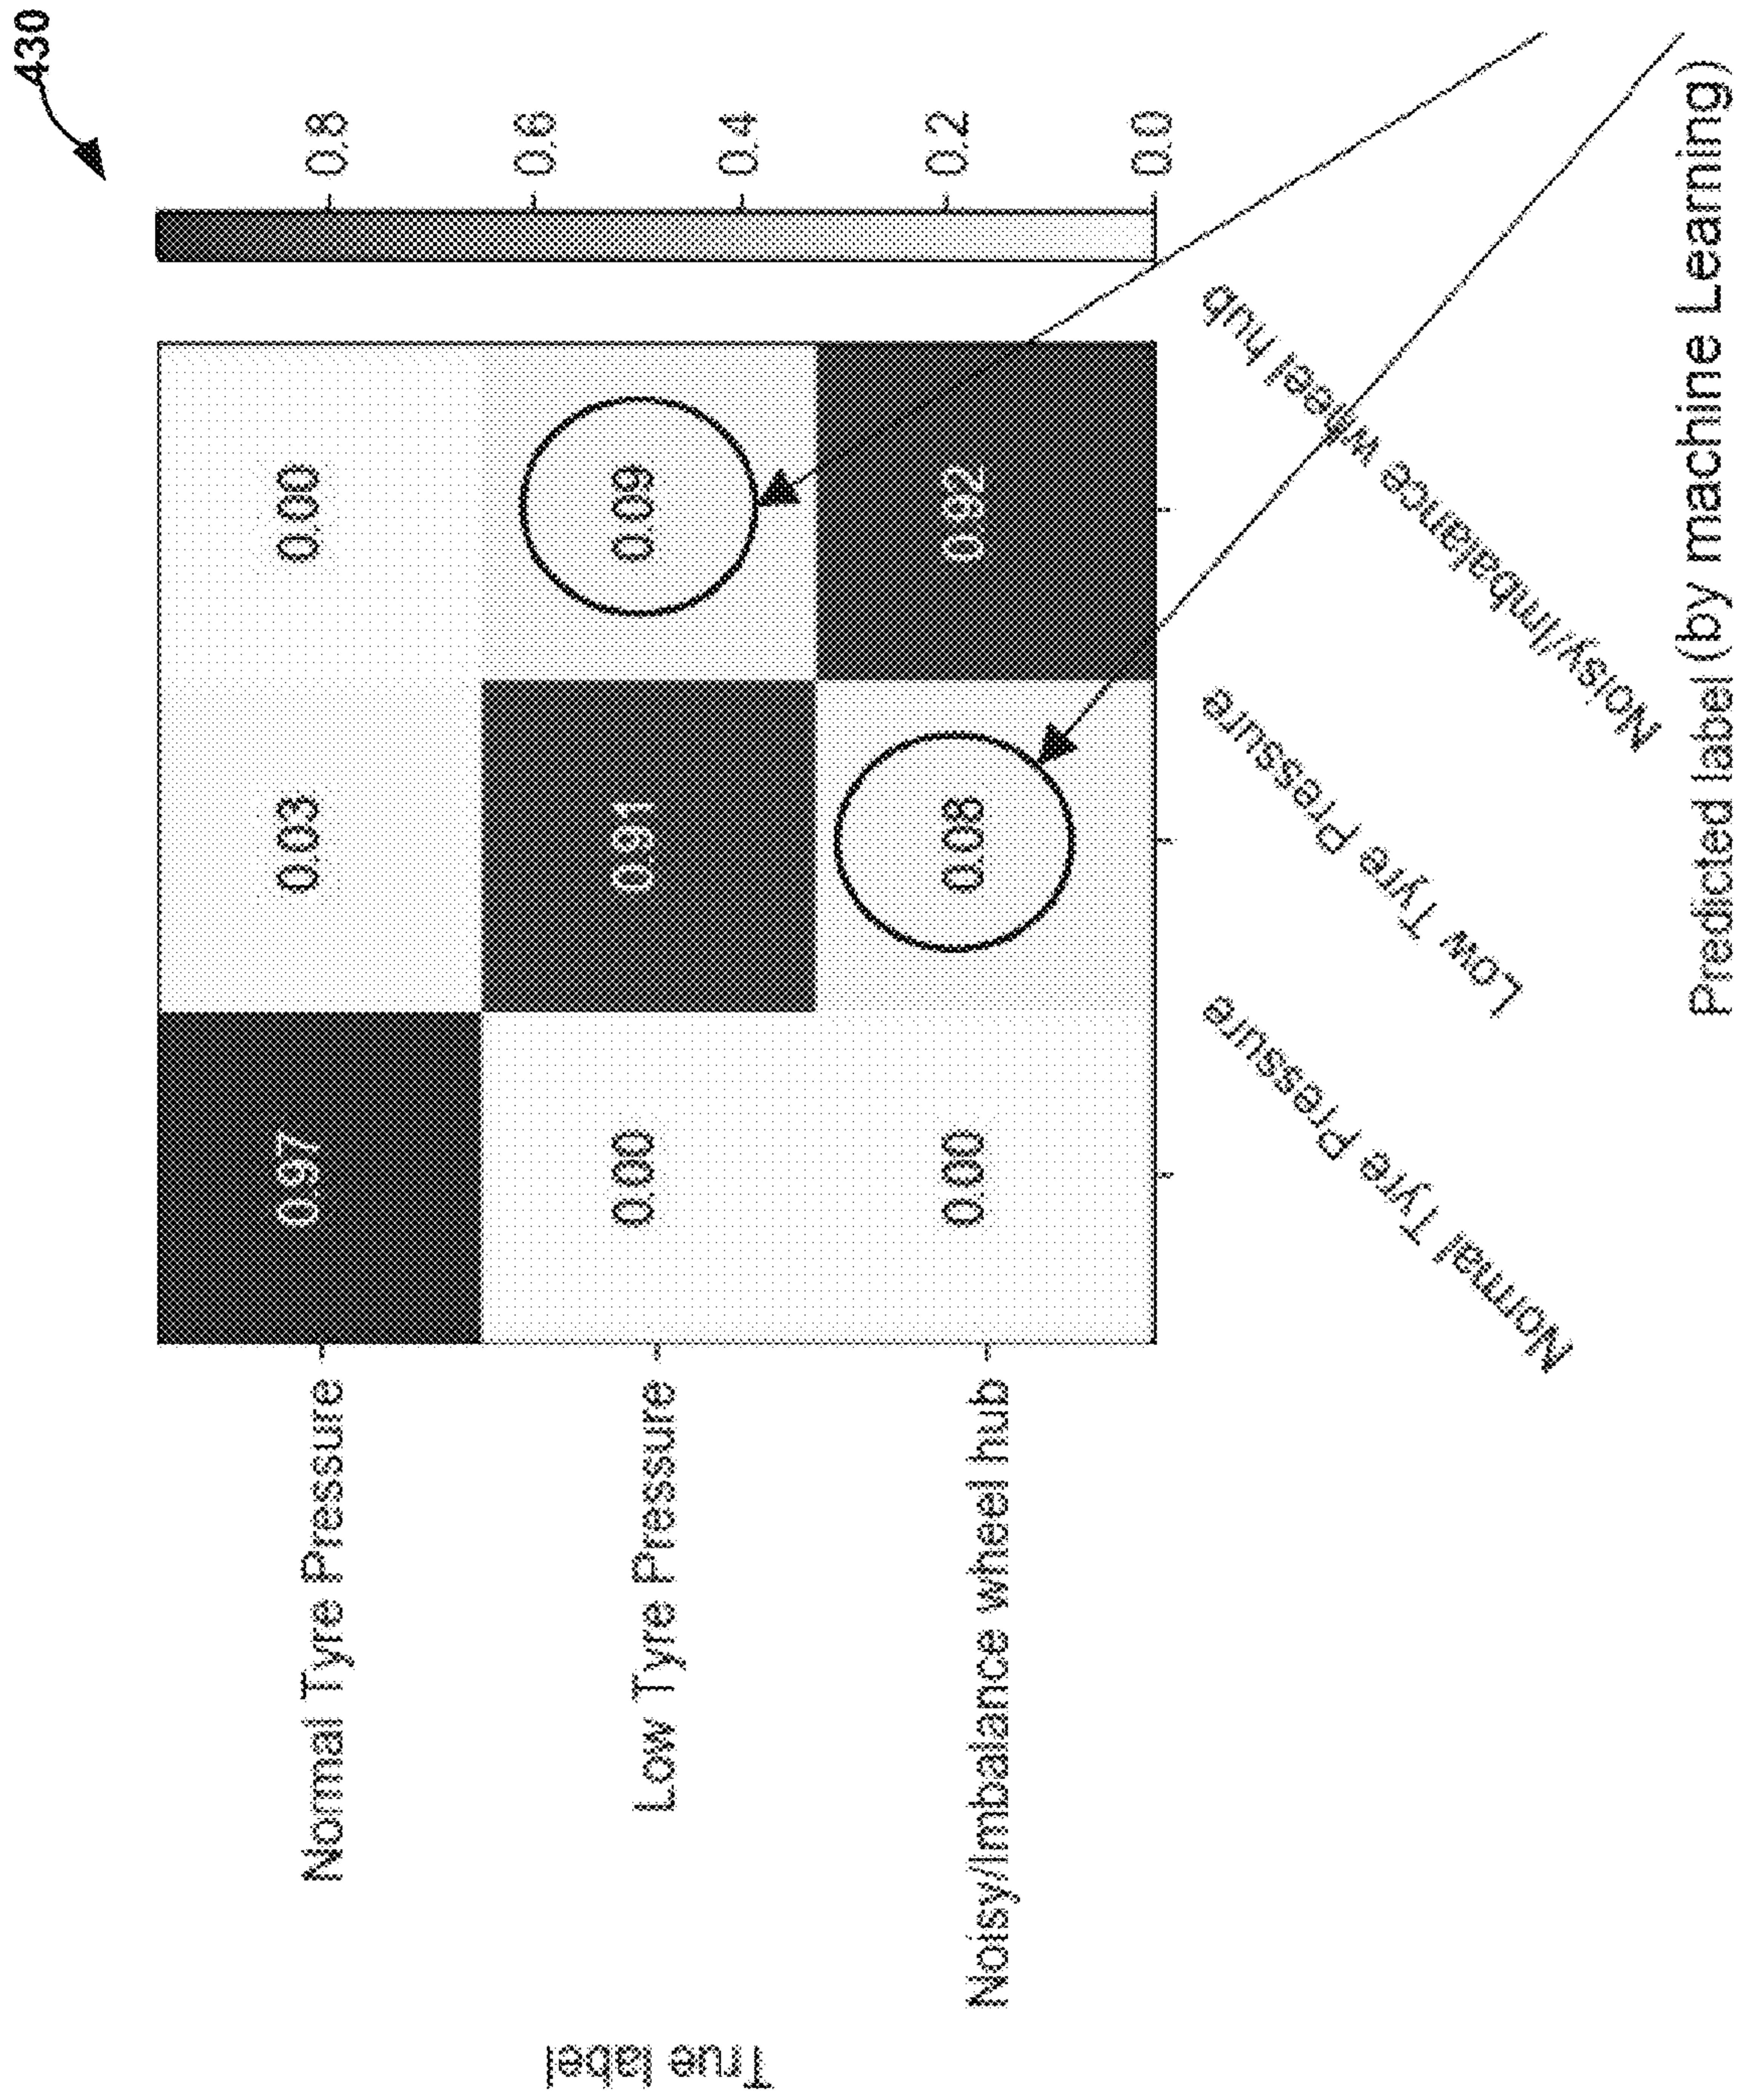 430
True label
Normal Tyre Pressure
0.97
0.03
0.00
Low Tyre Pressure
0.00
0.91
0.09
Noisy/Imbalance wheel hub
0.00
0.08
0.92
0.8
0.6
0.4
0.2
0.0
Normal Tyre Pressure
Low Tyre Pressure
Noisy/Imbalance wheel hub
Predicted label (by machine Learning)